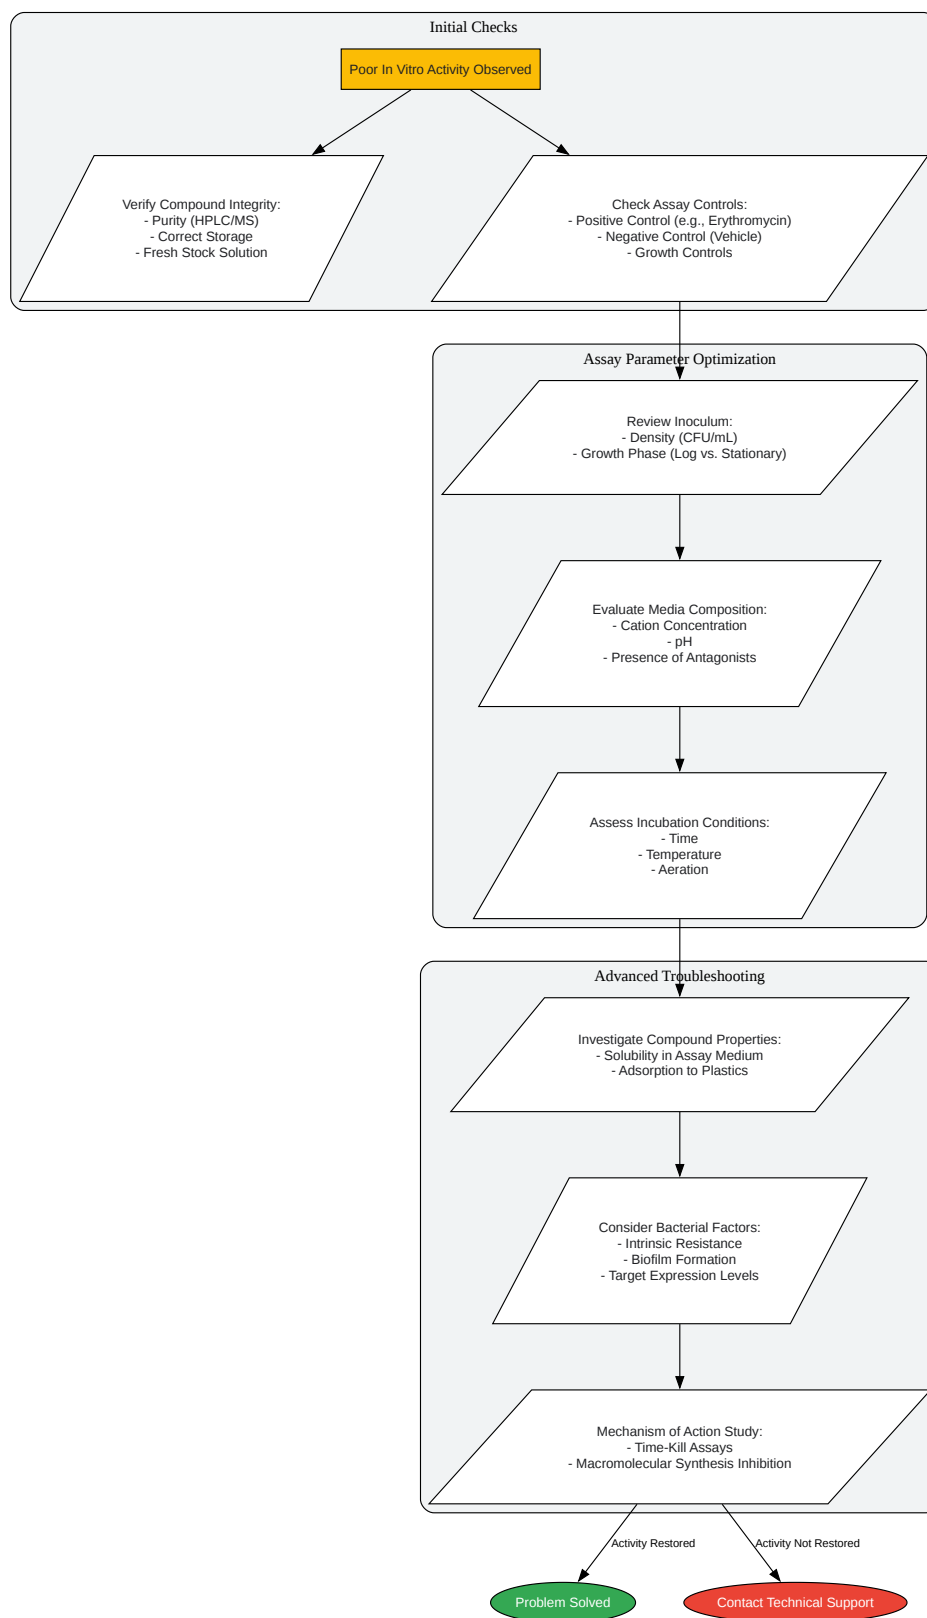 Initial Checks
Poor In Vitro Activity Observed
Verify Compound Integrity:
- Purity (HPLC/MS)
- Correct Storage
- Fresh Stock Solution
Check Assay Controls:
- Positive Control (e.g., Erythromycin)
- Negative Control (Vehicle)
- Growth Controls
Assay Parameter Optimization
Review Inoculum:
- Density (CFU/mL)
- Growth Phase (Log vs. Stationary)
Evaluate Media Composition:
- Cation Concentration
- pH
- Presence of Antagonists
Assess Incubation Conditions:
- Time
- Temperature
- Aeration
Advanced Troubleshooting
Investigate Compound Properties:
- Solubility in Assay Medium
- Adsorption to Plastics
Consider Bacterial Factors:
- Intrinsic Resistance
- Biofilm Formation
- Target Expression Levels
Mechanism of Action Study:
- Time-Kill Assays
- Macromolecular Synthesis Inhibition
Activity Restored
Activity Not Restored
Problem Solved
Contact Technical Support